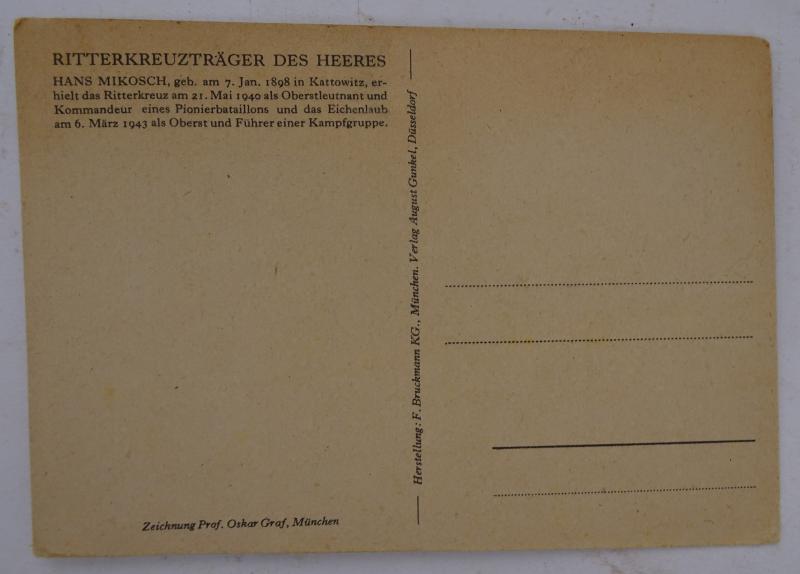 RITTERKREUZTRÄGER DES HEERES
HANS MIKOSCH, geb. am 7. Jan. 1898 in Kattowitz, er-
hielt das Ritterkreuz am 21. Mai 1940 als Oberstleutnant und
Kommandeur eines Pionierbataillons und das Eichenlaub
am 6. März 1943 als Oberst und Führer einer Kampfgruppe.
Zeichnung Prof. Oskar Graf, München
Herstellung: F. Bruckmann KG., München. Verlag August Gunkel, Düsseldorf